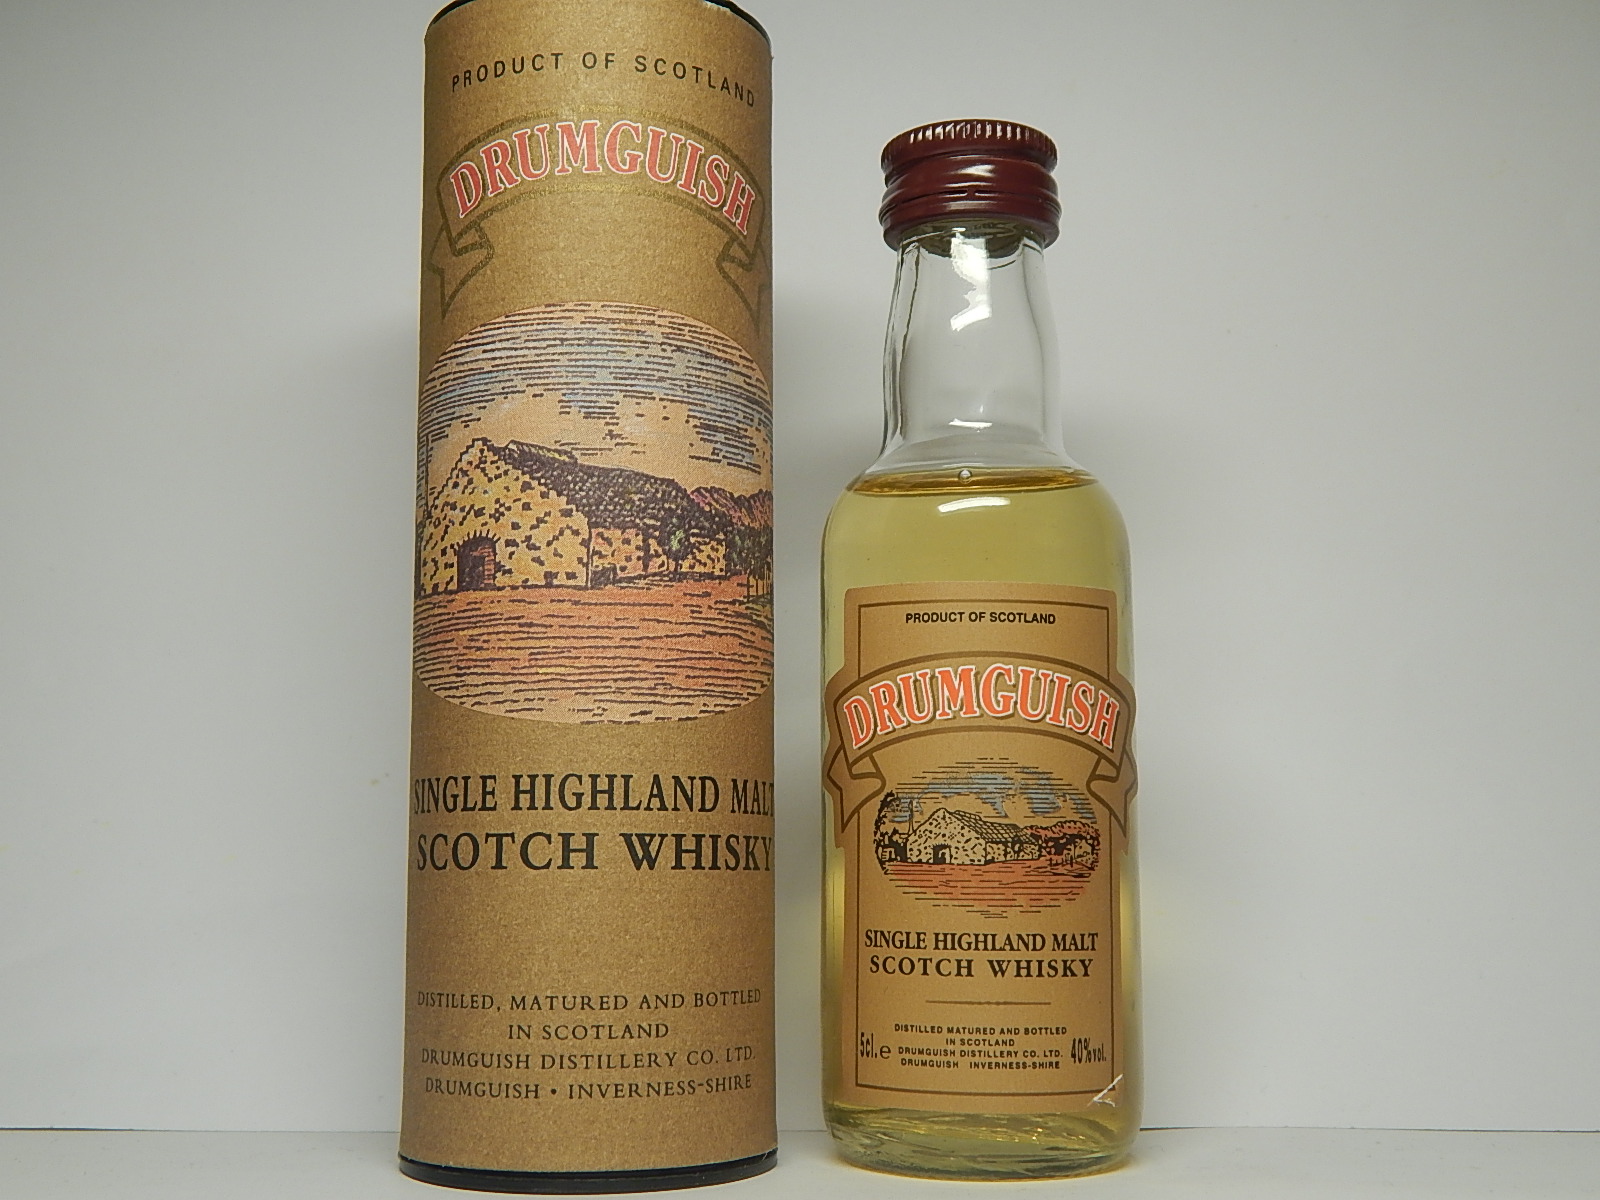 PRODUCT OF SCOTLAND
DRUMGUISH
SINGLE HIGHLAND MALT
SCOTCH WHISKY
DISTILLED, MATURED AND BOTTLED
IN SCOTLAND
DRUMGUISH DISTILLERY CO. LTD.
DRUMGUISH • INVERNESS-SHIRE
PRODUCT OF SCOTLAND
DRUMGUISH
SINGLE HIGHLAND MALT
SCOTCH WHISKY
DISTILLED MATURED AND BOTTLED
IN SCOTLAND
5cl.e DRUMGUISH DISTILLERY CO. LTD. 40%vol.
DRUMGUISH INVERNESS-SHIRE